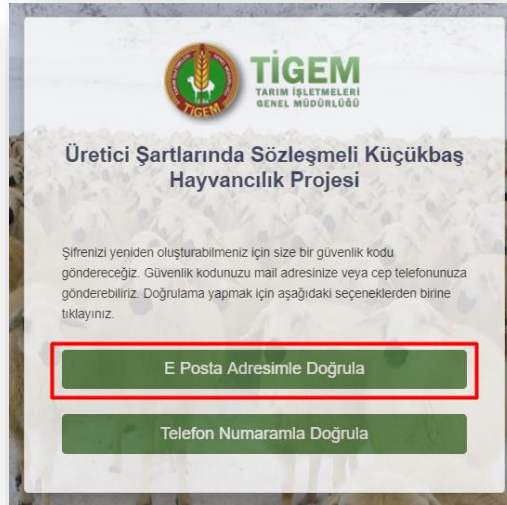 TİGEM
TARIM İŞLETMELERİ
GENEL MÜDÜRLÜĞÜ
TİGEM
Üretici Şartlarında Sözleşmeli Küçükbaş
Hayvancılık Projesi
Şifrenizi yeniden oluşturabilmeniz için size bir güvenlik kodu
göndereceğiz. Güvenlik kodunuzu mail adresinize veya cep telefonunuza
gönderebiliriz. Doğrulama yapmak için aşağıdaki seçeneklerden birine
tıklayınız.
E Posta Adresimle Doğrula
Telefon Numaramla Doğrula